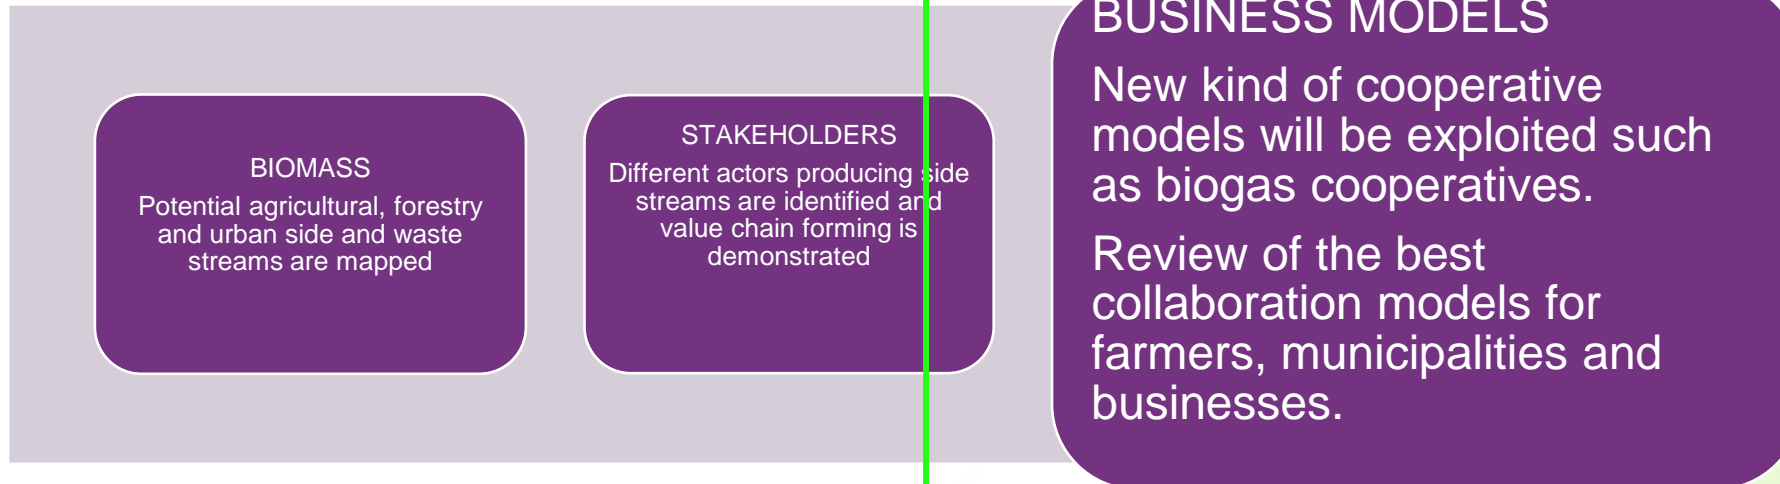 BIOMASS
Potential agricultural, forestry
and urban side and waste
streams are mapped
STAKEHOLDERS
Different actors producing side
streams are identified and
value chain forming is
demonstrated
BUSINESS MODELS
New kind of cooperative
models will be exploited such
as biogas cooperatives.
Review of the best
collaboration models for
farmers, municipalities and
businesses.